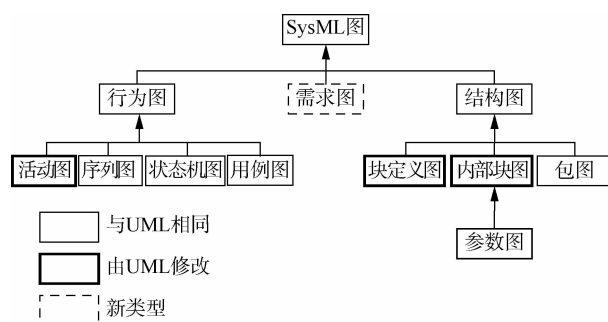 SysML图
行为图
需求图
结构图
活动图 序列图 状态机图 用例图 块定义图 内部块图 包图
与UML相同
参数图
由UML修改
新类型